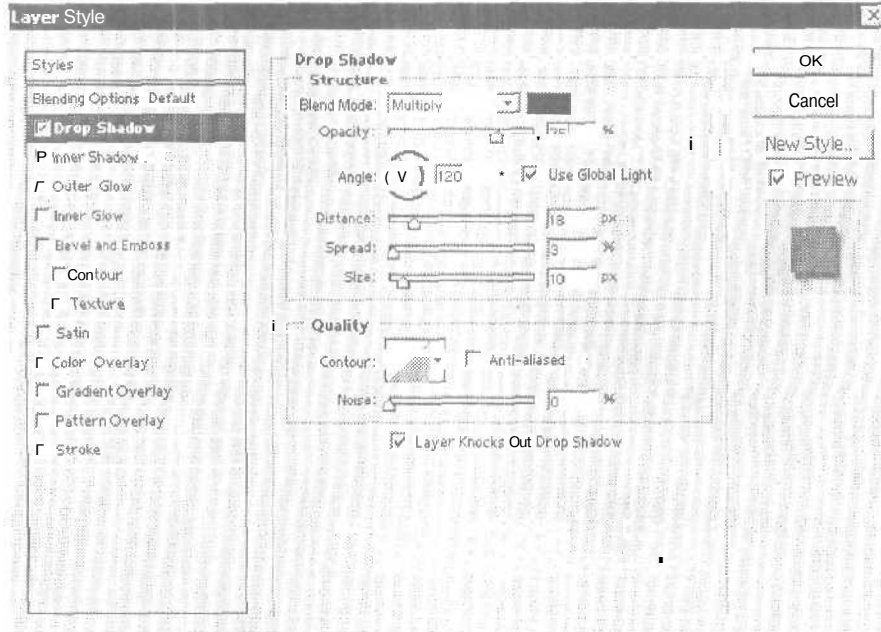 Layer Style
Styles
Blending Options Default
Drop Shadow
P Inner Shadow
Г Outer Glow
Inner Glow
Bevel and Emboss
Contour
Г Texture
Satin
Г Color Overlay
Gradient Overlay
Pattern Overlay
Г Stroke
Drop Shadow
Structure
Blend Mode: Multiply
Opacity: %
Angle: ( V ) 120 Use Global Light
Distance: 18 px
Spread: 3 %
Size: 10 px
Quality
Contour: Anti-aliased
Noise: 0 %
Layer Knocks Out Drop Shadow
OK
Cancel
New Style...
Preview